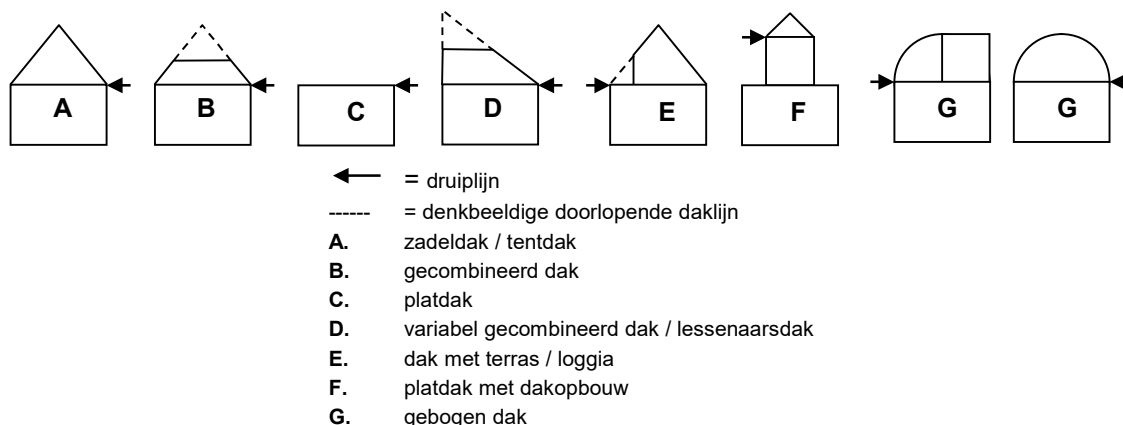 A B C D E F G G
= druiplijn
------ = denkbeeldige doorlopende daklijn
A. zadeldak / tentdak
B. gecombineerd dak
C. platdak
D. variabel gecombineerd dak / lessenaarsdak
E. dak met terras / loggia
F. platdak met dakopbouw
G. gebogen dak